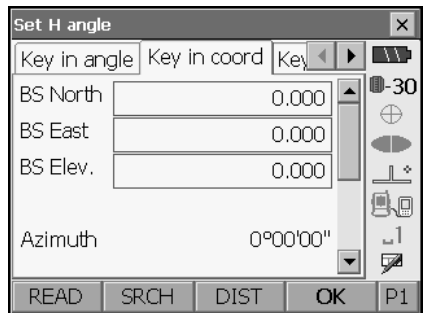 Set H angle
Key in angle Key in coord Key
BS North 0.000
-30
BS East 0.000
BS Elev. 0.000
Azimuth 0°00'00"
1
READ SRCH DIST OK P1